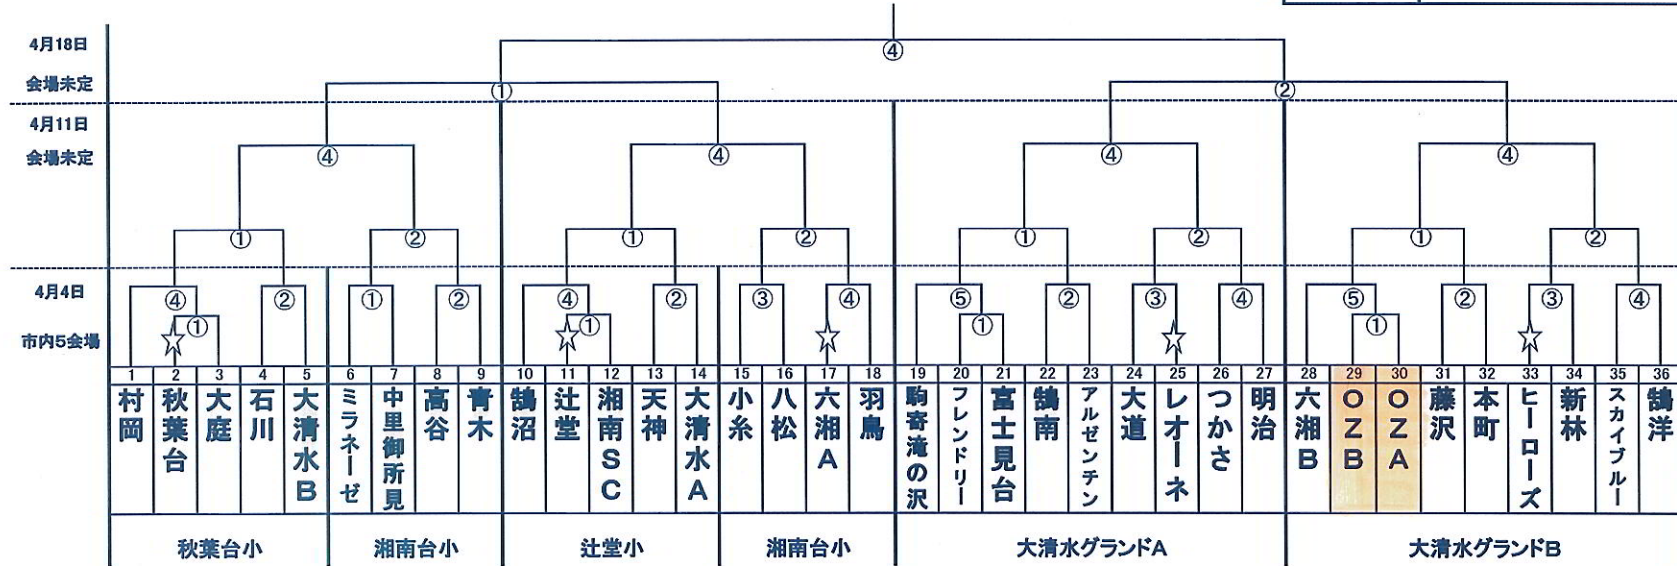 ④
4月18日
会場未定
① ②
4月11日
会場未定
④ ④ ④ ④
① ② ① ② ① ② ① ②
4月4日
④ ② ① ② ④ ② ③ ④ ⑤ ② ③ ④ ⑤ ② ③ ④
① ① ① ①
市内5会場
1 2 3 4 5 6 7 8 9 10 11 12 13 14 15 16 17 18 19 20 21 22 23 24 25 26 27 28 29 30 31 32 33 34 35 36
村岡
秋葉台
大庭
石川
大清水B
ミラネーゼ
中里御所見
高谷
青木
鵠沼
辻堂
湘南SC
天神
大清水A
小糸
八松
六湘A
羽鳥
駒寄滝の沢
フレンドリー
富士見台
鵠南
アルゼンチン
大道
レオーネ
つかさ
明治
六湘B
OZB
OZA
藤沢
本町
ヒーローズ
新林
スカイブルー
鵠洋
秋葉台小 湘南台小 辻堂小 湘南台小 大清水グランドA 大清水グランドB